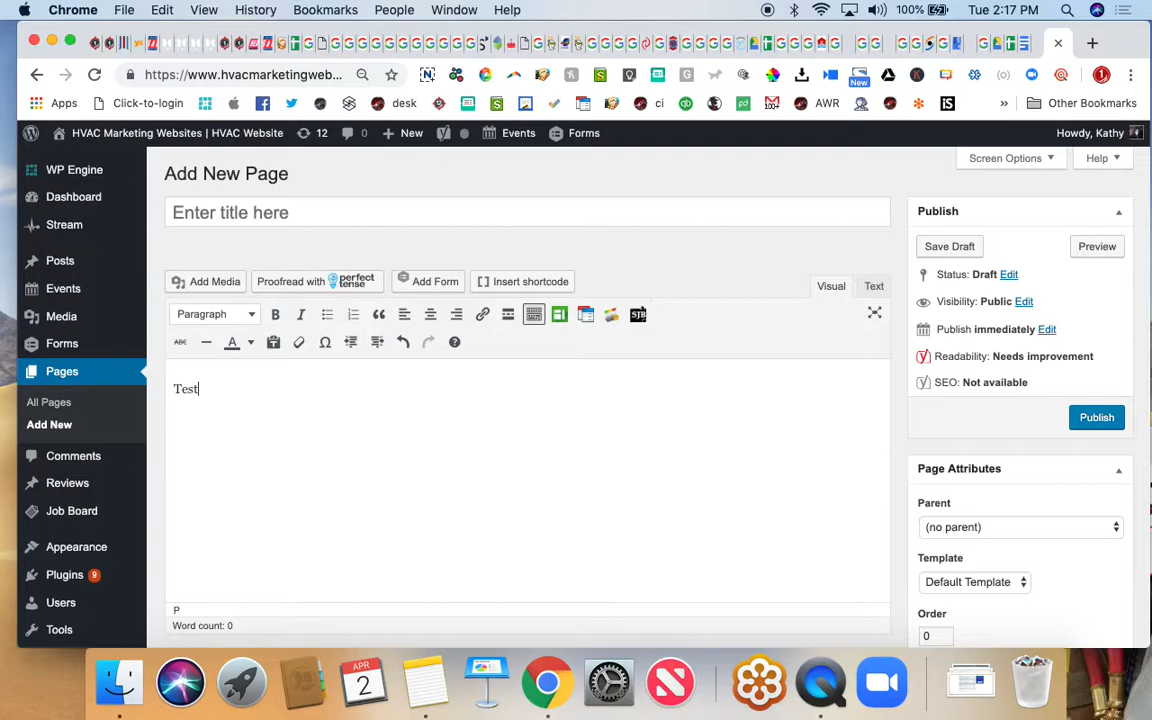 Chrome File Edit View History Bookmarks People Window Help 100% Tue 2:17 PM
https://www.hvacmarketingweb...
New
Apps Click-to-login desk ci AWR Other Bookmarks
HVAC Marketing Websites | HVAC Website 12 0 New Events Forms Howdy, Kathy
Screen Options Help
WP Engine
Dashboard
Stream
Posts
Events
Media
Forms
Pages
All Pages
Add New
Comments
Reviews
Job Board
Appearance
Plugins 9
Users
Tools
Add New Page
Enter title here
Add Media Proofread with perfect tense Add Form Insert shortcode
Visual Text
Paragraph B I SJB
ABC A
Test
P
Word count: 0
Publish
Save Draft Preview
Status: Draft Edit
Visibility: Public Edit
Publish immediately Edit
Readability: Needs improvement
SEO: Not available
Publish
Page Attributes
Parent
(no parent)
Template
Default Template
Order
0
APR
2